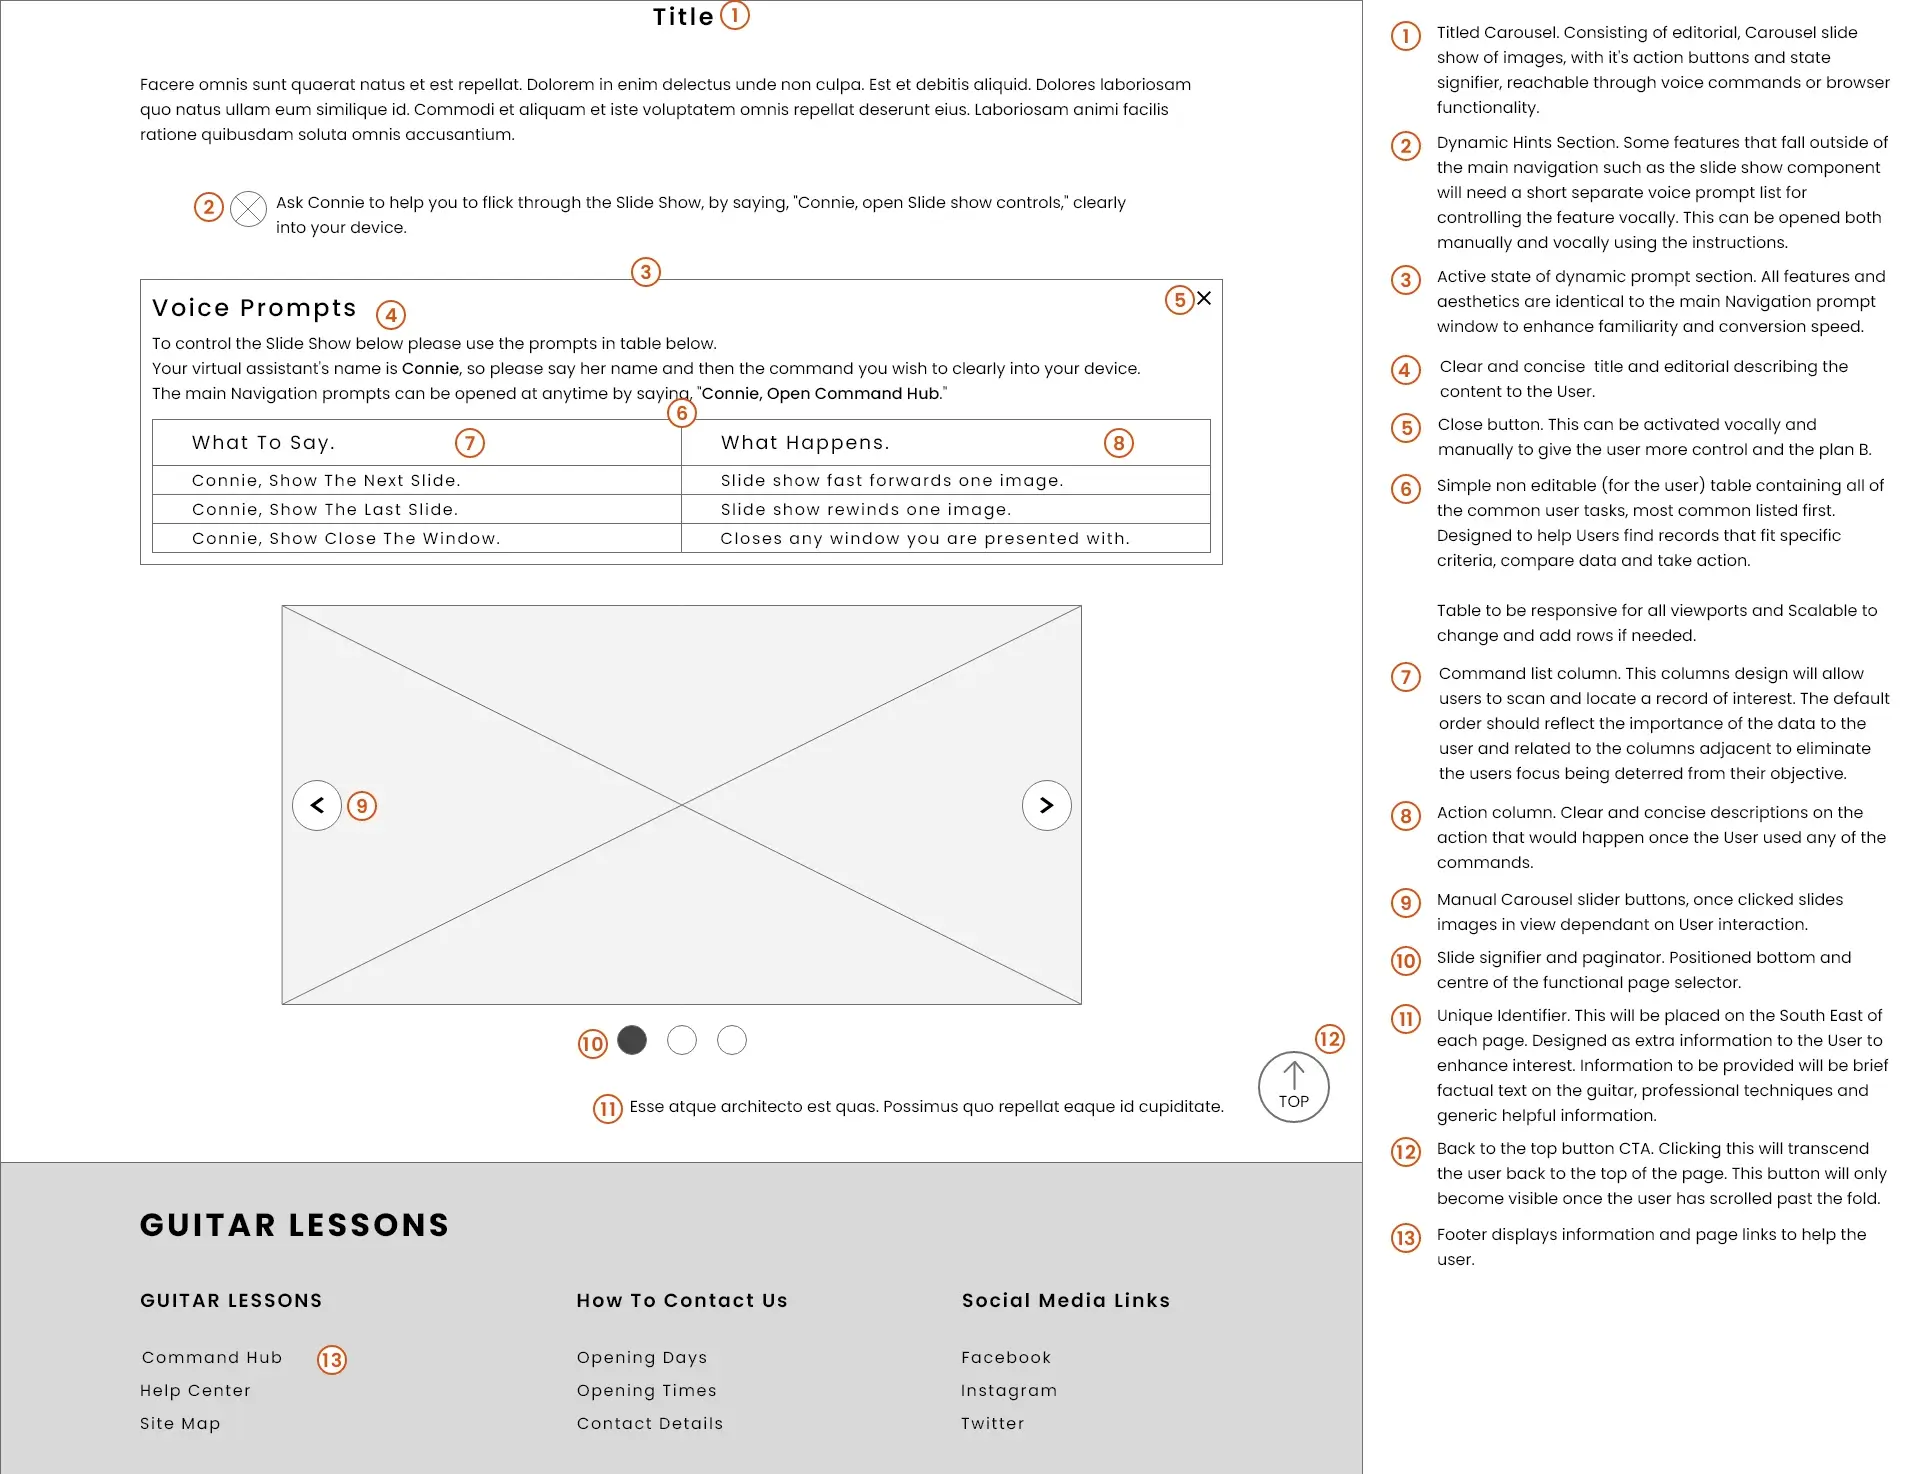 Title 1
Facere omnis sunt quaerat natus et est repellat. Dolorem in enim delectus unde non culpa. Est et debitis aliquid. Dolores laboriosam
quo natus ullam eum similique id. Commodi et aliquam et iste voluptatem omnis repellat deserunt eius. Laboriosam animi facilis
ratione quibusdam soluta omnis accusantium.
2 Ask Connie to help you to flick through the Slide Show, by saying, "Connie, open Slide show controls," clearly
into your device.
3
Voice Prompts 4
5
To control the Slide Show below please use the prompts in table below.
Your virtual assistant's name is Connie, so please say her name and then the command you wish to clearly into your device.
The main Navigation prompts can be opened at anytime by saying, "Connie, Open Command Hub."
6
What To Say. 7 What Happens. 8
Connie, Show The Next Slide. Slide show fast forwards one image.
Connie, Show The Last Slide. Slide show rewinds one image.
Connie, Show Close The Window. Closes any window you are presented with.
9
10
12
TOP
11 Esse atque architecto est quas. Possimus quo repellat eaque id cupiditate.
GUITAR LESSONS
GUITAR LESSONS How To Contact Us Social Media Links
Command Hub 13 Opening Days Facebook
Help Center Opening Times Instagram
Site Map Contact Details Twitter
1 Titled Carousel. Consisting of editorial, Carousel slide
show of images, with it's action buttons and state
signifier, reachable through voice commands or browser
functionality.
2 Dynamic Hints Section. Some features that fall outside of
the main navigation such as the slide show component
will need a short separate voice prompt list for
controlling the feature vocally. This can be opened both
manually and vocally using the instructions.
3 Active state of dynamic prompt section. All features and
aesthetics are identical to the main Navigation prompt
window to enhance familiarity and conversion speed.
4 Clear and concise  title and editorial describing the
content to the User.
5 Close button. This can be activated vocally and
manually to give the user more control and the plan B.
6 Simple non editable (for the user) table containing all of
the common user tasks, most common listed first.
Designed to help Users find records that fit specific
criteria, compare data and take action.
Table to be responsive for all viewports and Scalable to
change and add rows if needed.
7 Command list column. This columns design will allow
users to scan and locate a record of interest. The default
order should reflect the importance of the data to the
user and related to the columns adjacent to eliminate
the users focus being deterred from their objective.
8 Action column. Clear and concise descriptions on the
action that would happen once the User used any of the
commands.
9 Manual Carousel slider buttons, once clicked slides
images in view dependant on User interaction.
10 Slide signifier and paginator. Positioned bottom and
centre of the functional page selector.
11 Unique Identifier. This will be placed on the South East of
each page. Designed as extra information to the User to
enhance interest. Information to be provided will be brief
factual text on the guitar, professional techniques and
generic helpful information.
12 Back to the top button CTA. Clicking this will transcend
the user back to the top of the page. This button will only
become visible once the user has scrolled past the fold.
13 Footer displays information and page links to help the
user.